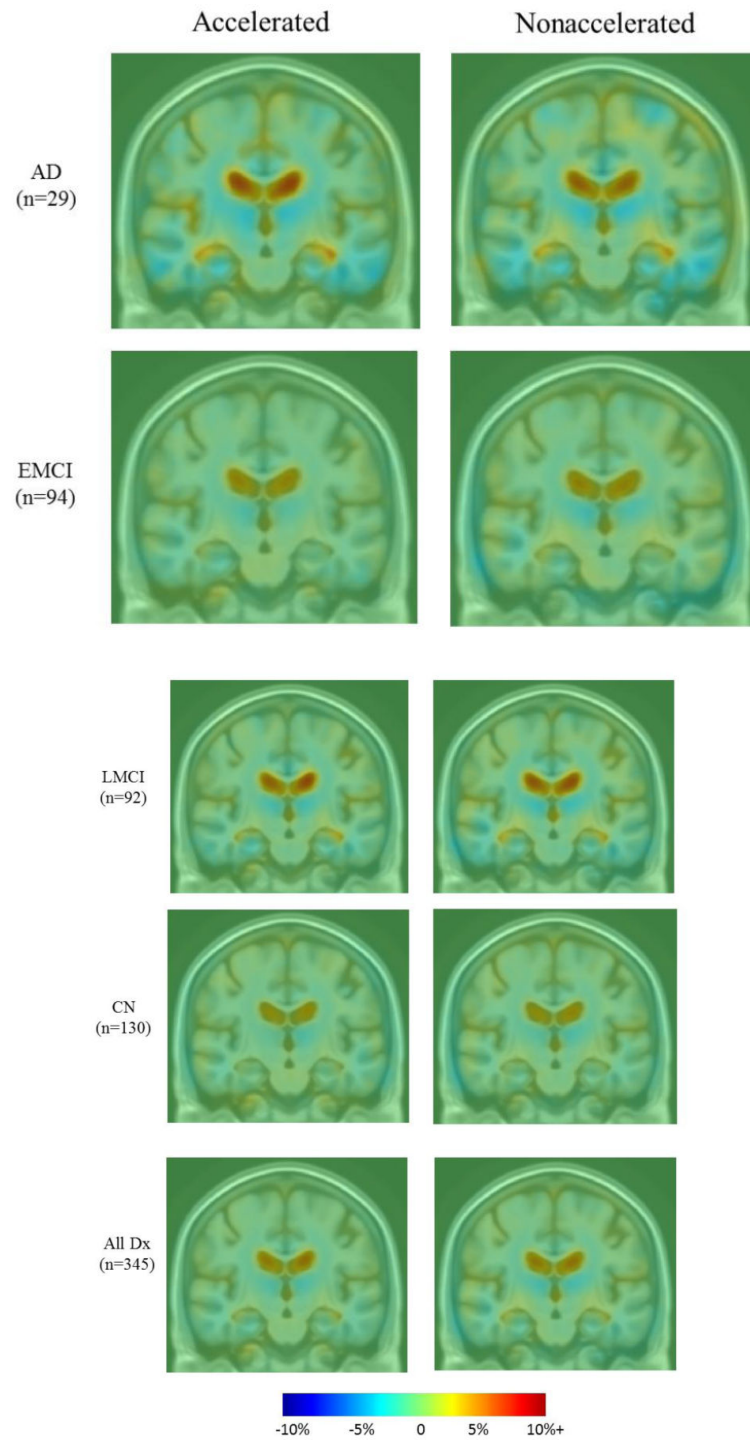 Accelerated Nonaccelerated
AD
(n=29)
EMCI
(n=94)
LMCI
(n=92)
CN
(n=130)
All Dx
(n=345)
-10% -5% 0 5% 10%+